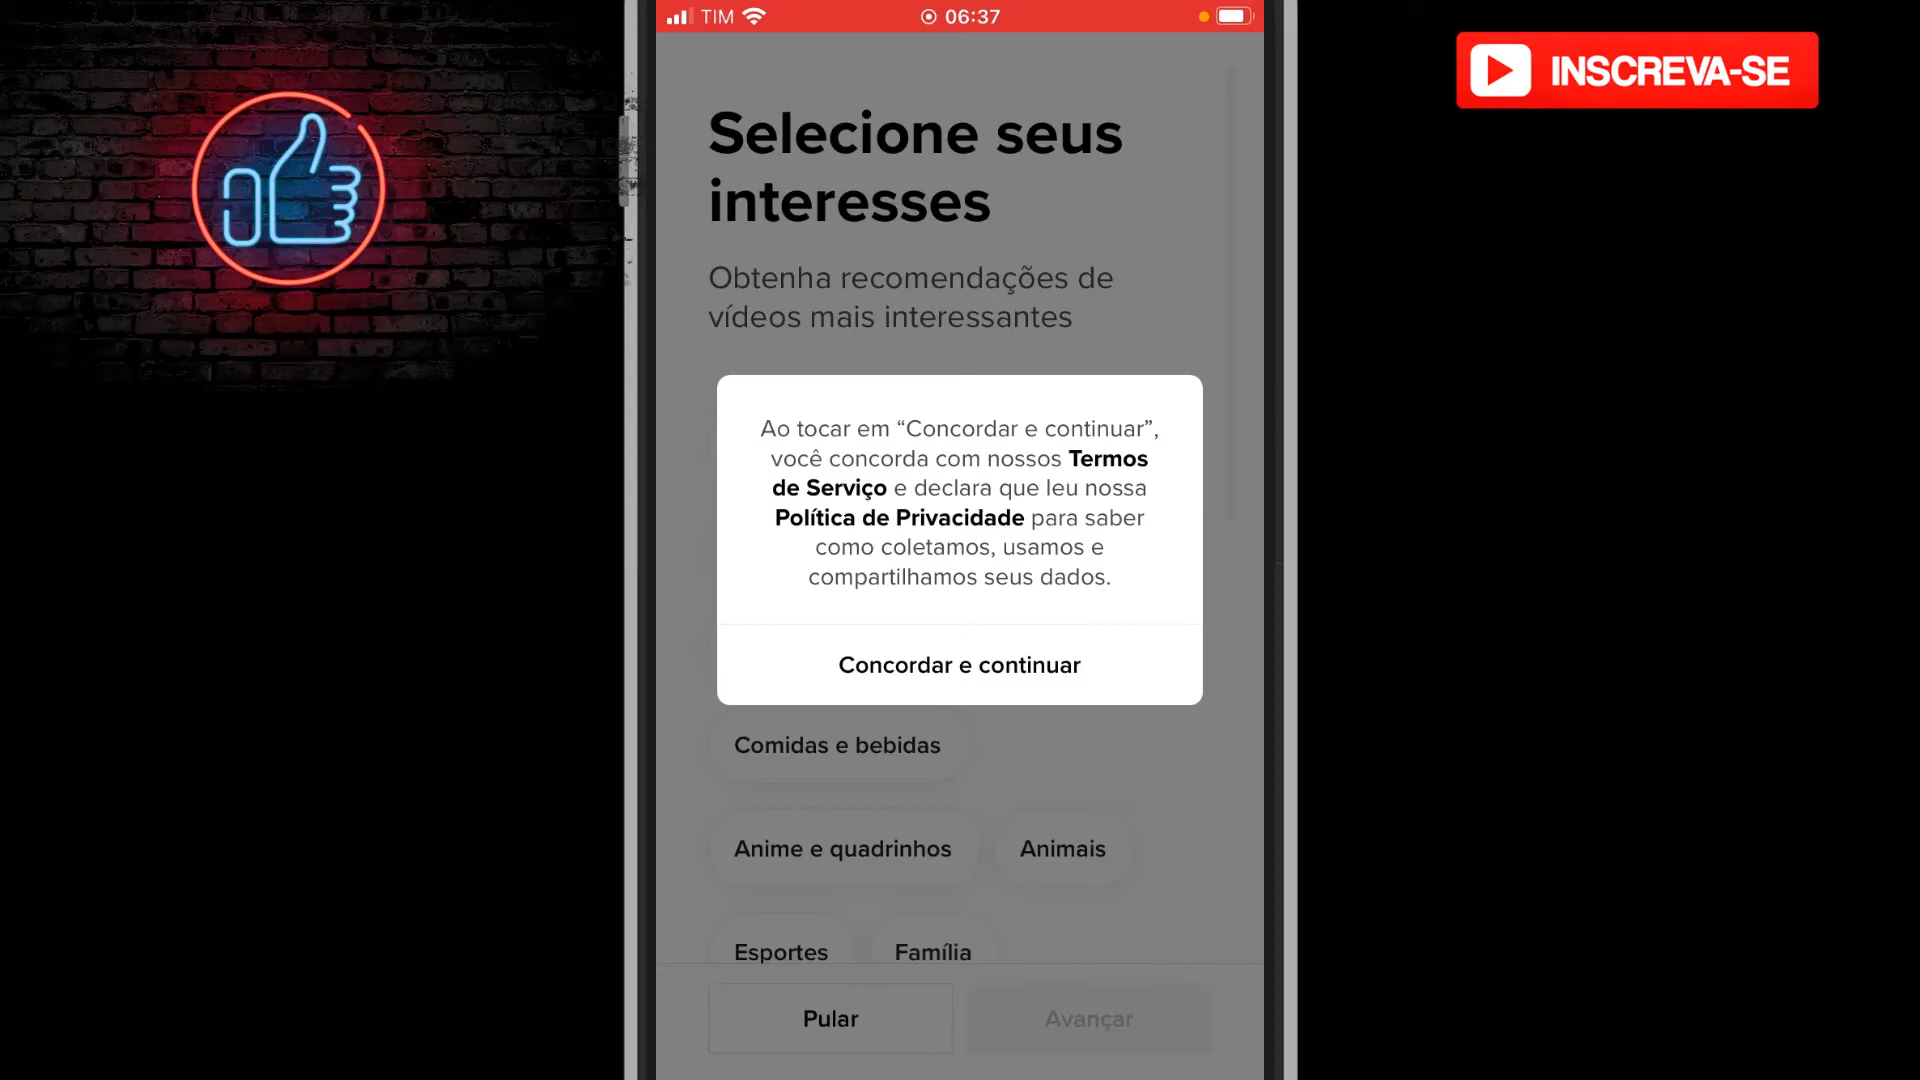 TIM 06:37
INSCREVA-SE
Selecione seus
interesses
Obtenha recomendações de
vídeos mais interessantes
Ao tocar em “Concordar e continuar”,
você concorda com nossos Termos
de Serviço e declara que leu nossa
Política de Privacidade para saber
como coletamos, usamos e
compartilhamos seus dados.
Concordar e continuar
Comidas e bebidas
Anime e quadrinhos Animais
Esportes Família
Pular Avançar